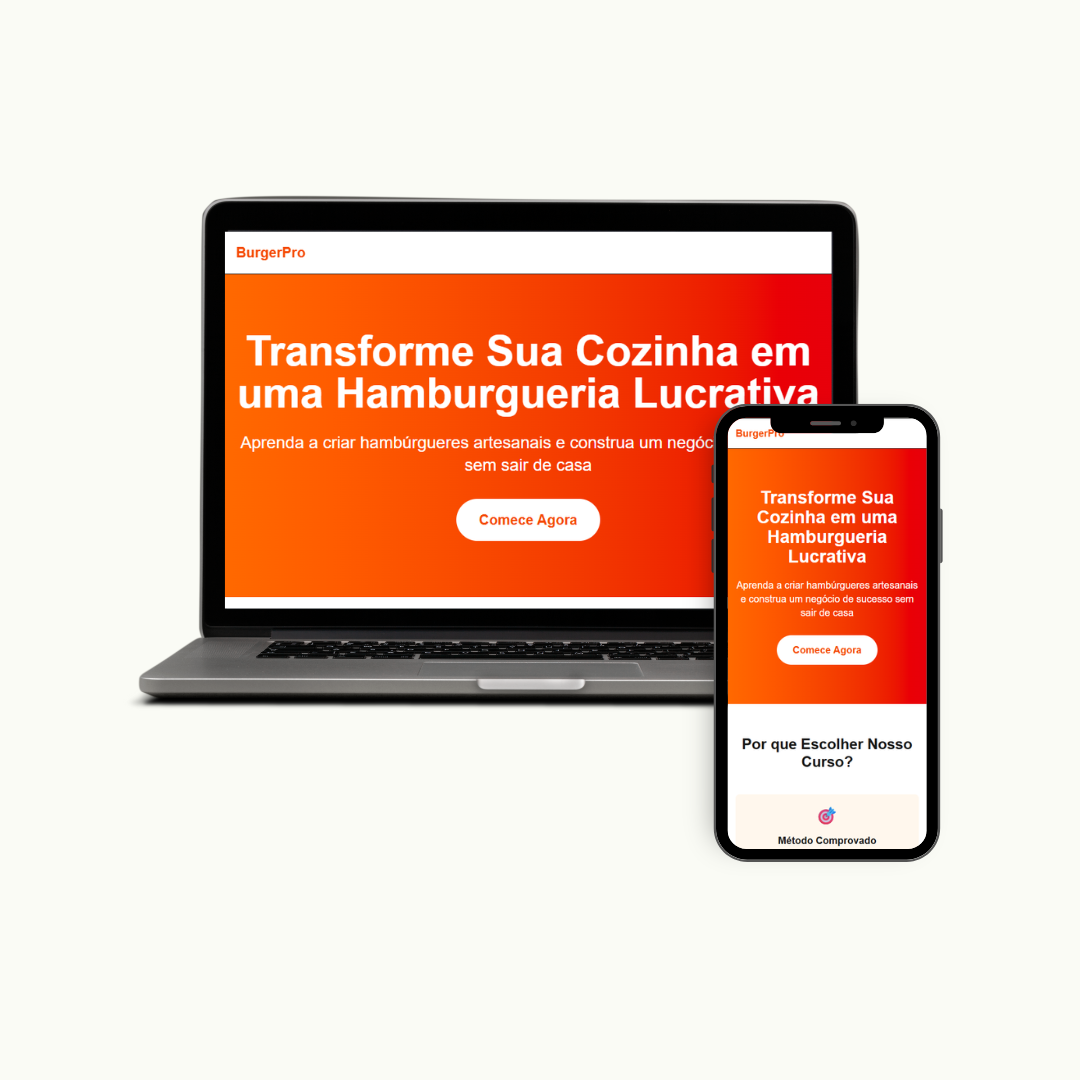 BurgerPro
Transforme Sua Cozinha em
uma Hamburgueria Lucrativa
Aprenda a criar hambúrgueres artesanais e construa um
sem sair de casa
Comece Agora
BurgerPro
Transforme Sua
Cozinha em uma
Hamburgueria
Lucrativa
Aprenda a criar hambúrgueres artesanais
e construa um negócio de sucesso sem
sair de casa
Comece Agora
Por que Escolher Nosso
Curso?
Método Comprovado